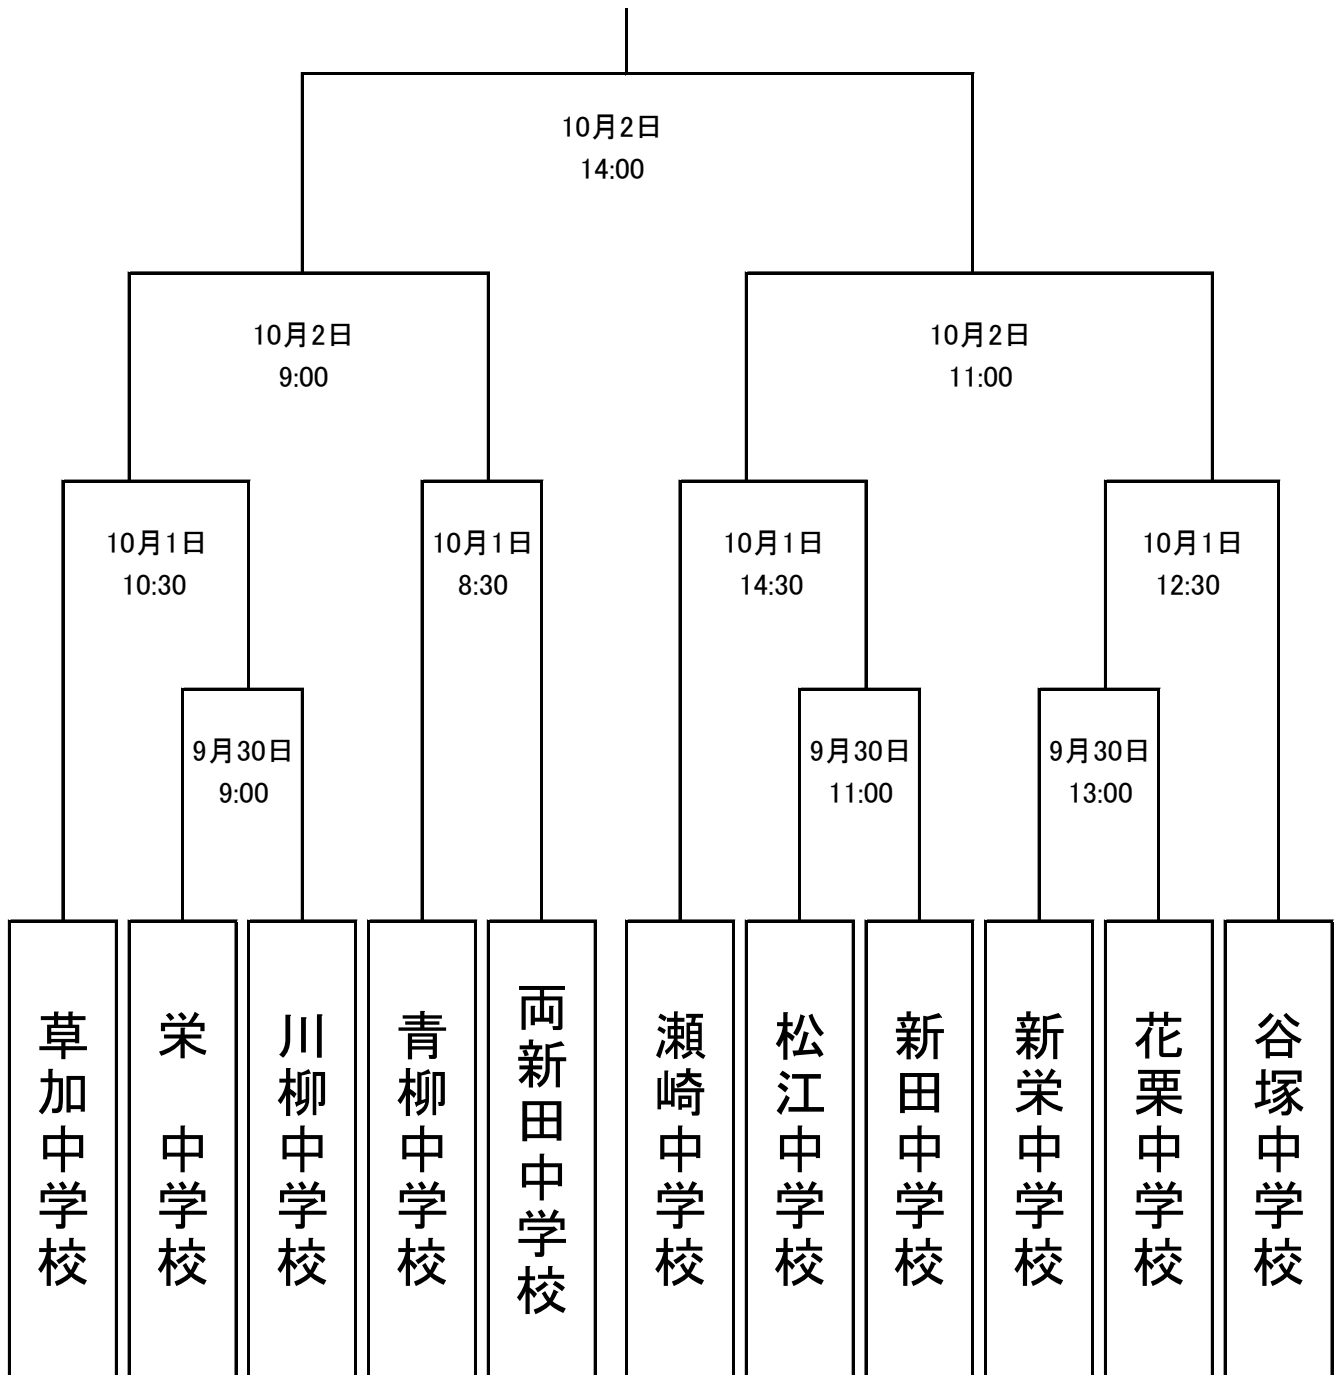 10月2日
14:00
10月2日
9:00
10月2日
11:00
10月1日
10:30
10月1日
8:30
10月1日
14:30
10月1日
12:30
9月30日
9:00
9月30日
11:00
9月30日
13:00
草加中学校
栄　中学校
川柳中学校
青柳中学校
両新田中学校
瀬崎中学校
松江中学校
新田中学校
新栄中学校
花栗中学校
谷塚中学校